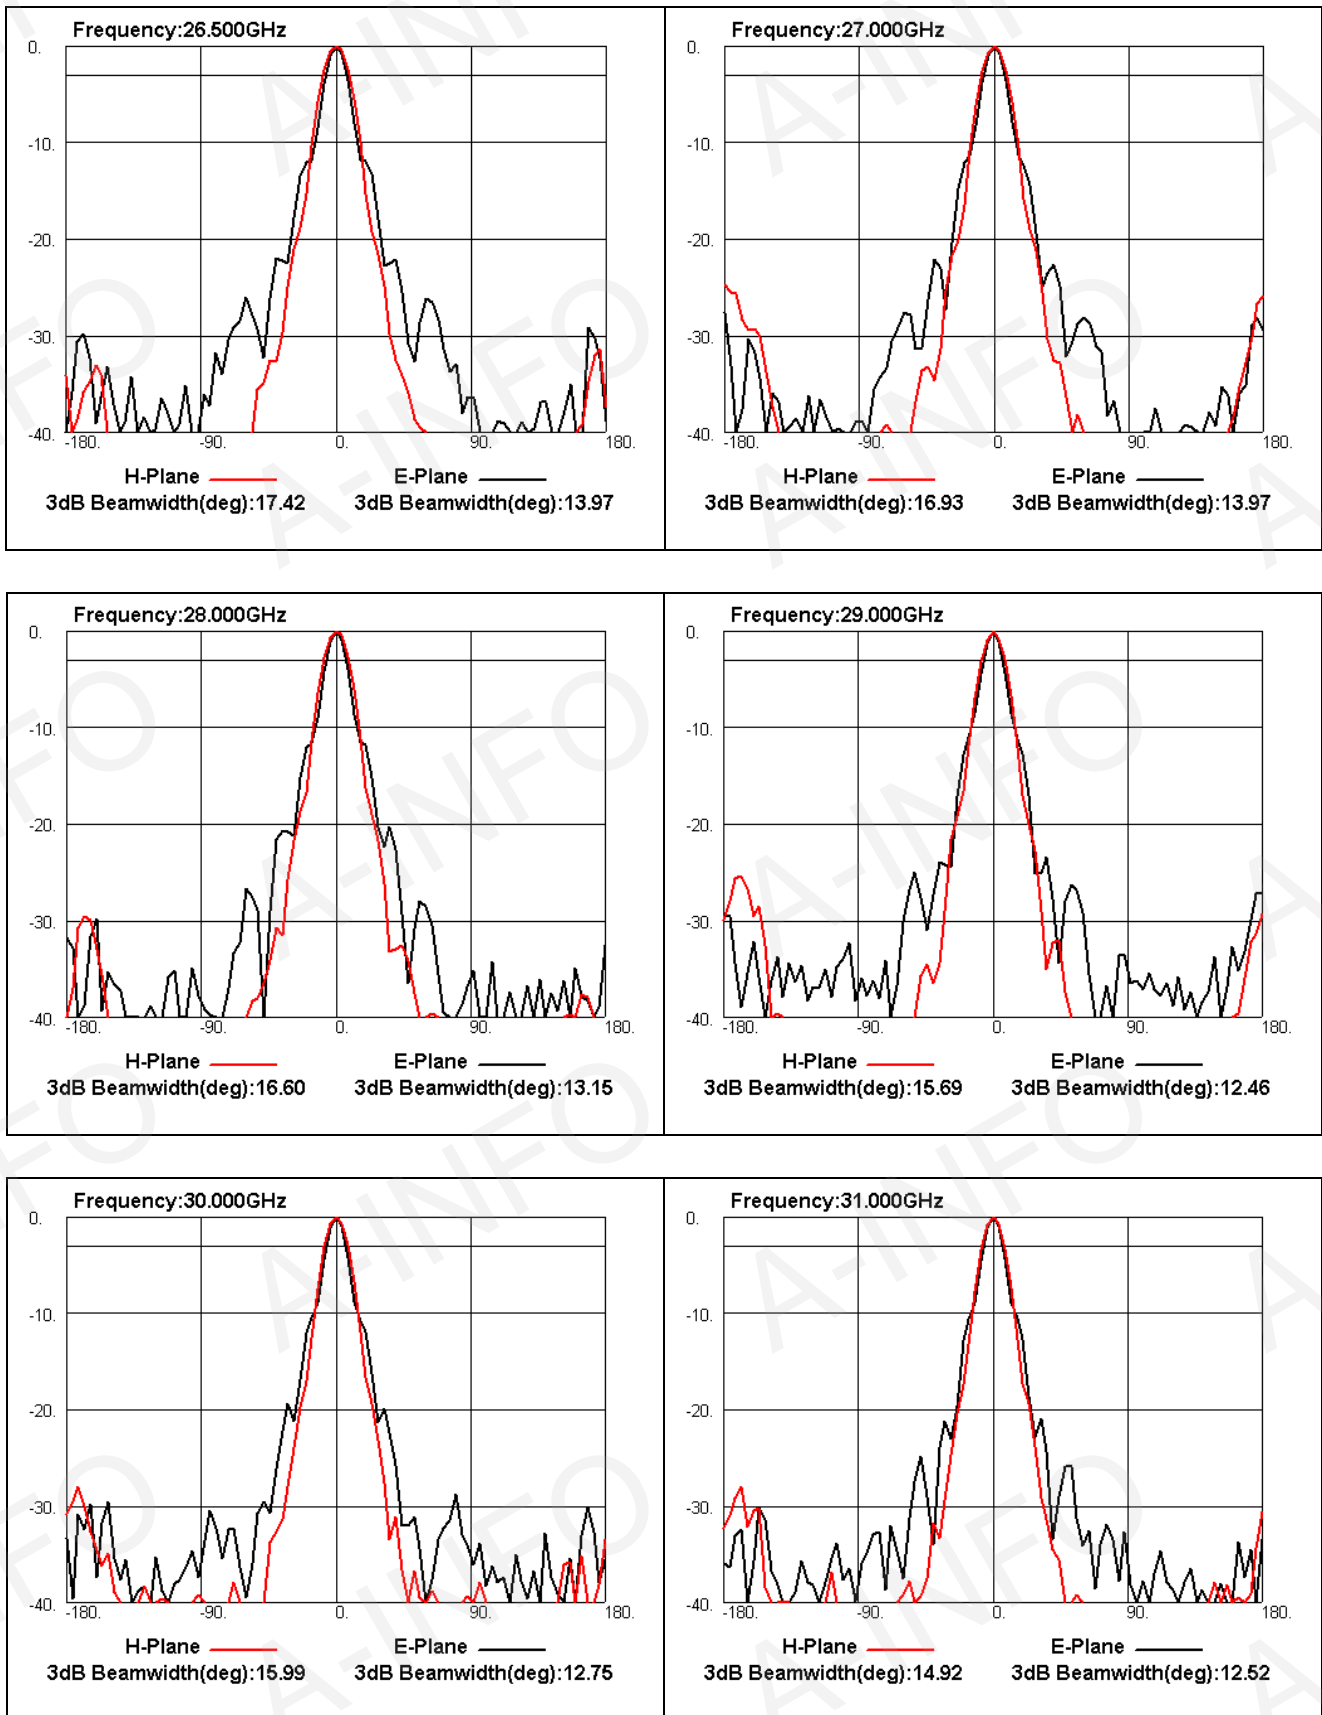 Frequency:26.500GHz
0.
-10.
-20.
-30.
-40.
-180. -90. 0. 90. 180.
H-Plane E-Plane
3dB Beamwidth(deg):17.42 3dB Beamwidth(deg):13.97
Frequency:27.000GHz
0.
-10.
-20.
-30.
-40.
-180. -90. 0. 90. 180.
H-Plane E-Plane
3dB Beamwidth(deg):16.93 3dB Beamwidth(deg):13.97
Frequency:28.000GHz
0.
-10.
-20.
-30.
-40.
-180. -90. 0. 90. 180.
H-Plane E-Plane
3dB Beamwidth(deg):16.60 3dB Beamwidth(deg):13.15
Frequency:29.000GHz
0.
-10.
-20.
-30.
-40.
-180. -90. 0. 90. 180.
H-Plane E-Plane
3dB Beamwidth(deg):15.69 3dB Beamwidth(deg):12.46
Frequency:30.000GHz
0.
-10.
-20.
-30.
-40.
-180. -90. 0. 90. 180.
H-Plane E-Plane
3dB Beamwidth(deg):15.99 3dB Beamwidth(deg):12.75
Frequency:31.000GHz
0.
-10.
-20.
-30.
-40.
-180. -90. 0. 90. 180.
H-Plane E-Plane
3dB Beamwidth(deg):14.92 3dB Beamwidth(deg):12.52
A-INFO